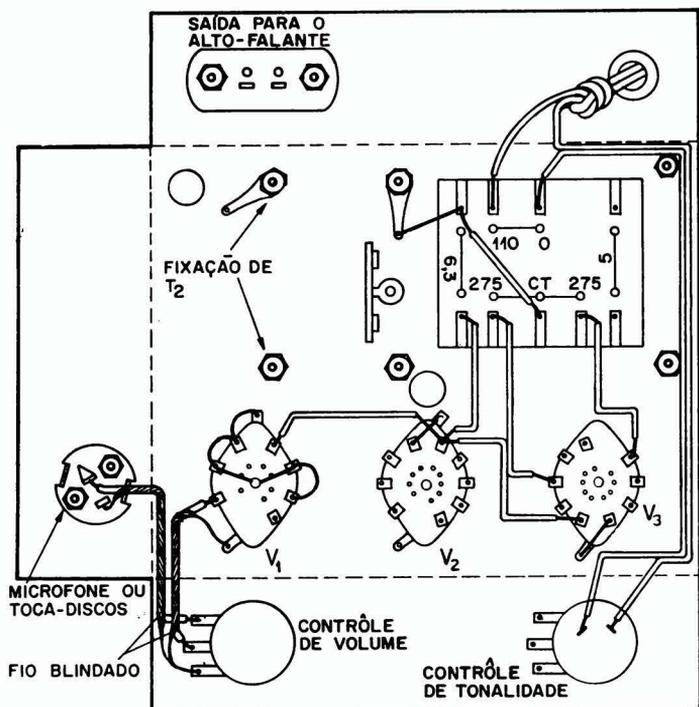 SAÍDA PARA O
ALTO-FALANTE
110
0
6,3
5
275
CT
275
FIXAÇÃO DE
T2
V1
V2
V3
MICROFONE OU
TOCA-DISCOS
FIO BLINDADO
CONTRÔLE
DE VOLUME
CONTRÔLE
DE TONALIDADE